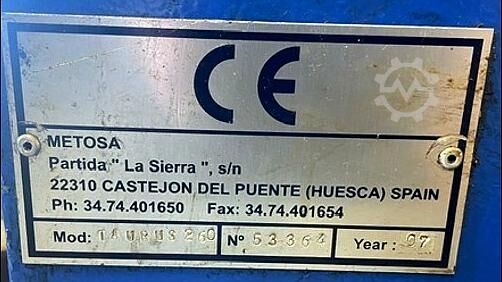 CE
METOSA
Partida " La Sierra ", s/n
22310 CASTEJON DEL PUENTE (HUESCA) SPAIN
Ph: 34.74.401650 Fax: 34.74.401654
Mod: TAURUS 260 Nº 53364 Year : 97